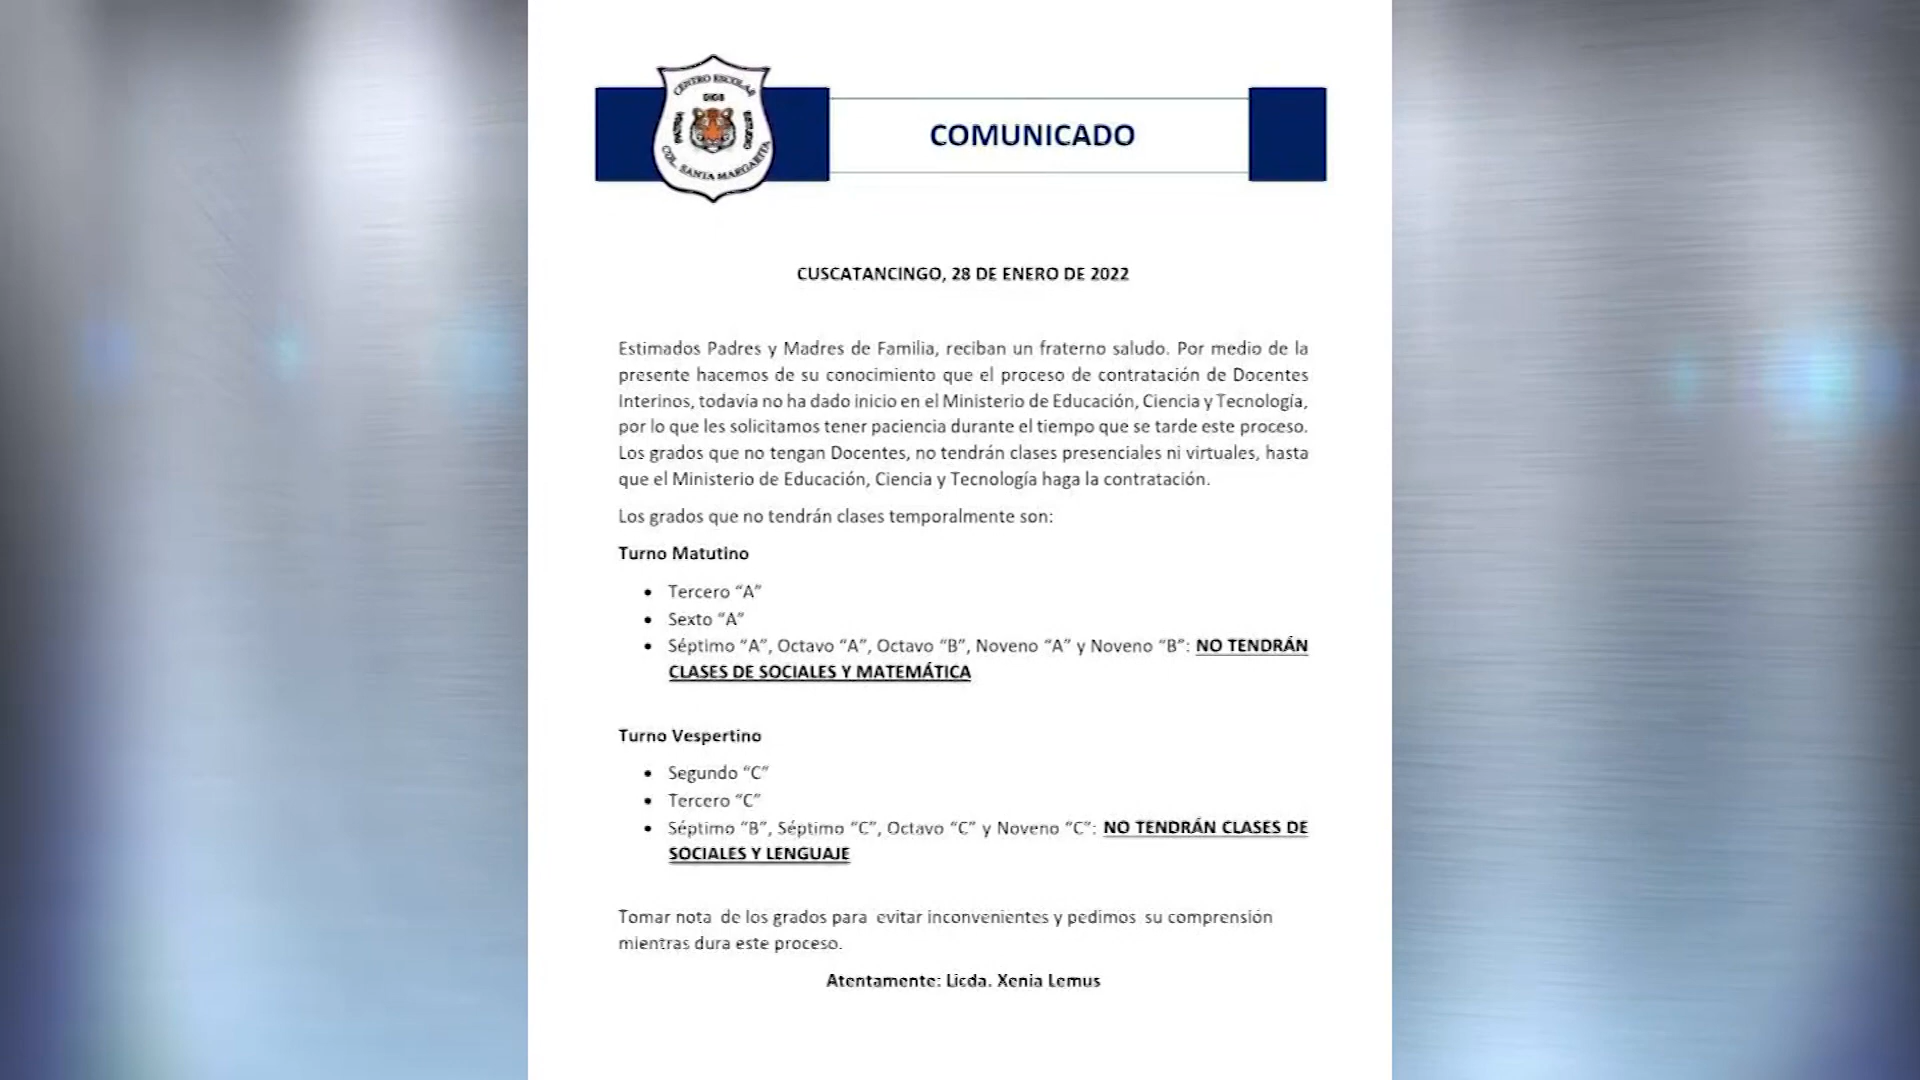 CENTRO ESCOLAR
DIOS
PATRIA
ESTUDIO
COL. SANTA MARGARITA
COMUNICADO
CUSCATANCINGO, 28 DE ENERO DE 2022
Estimados Padres y Madres de Familia, reciban un fraterno saludo. Por medio de la
presente hacemos de su conocimiento que el proceso de contratación de Docentes
Interinos, todavía no ha dado inicio en el Ministerio de Educación, Ciencia y Tecnología,
por lo que les solicitamos tener paciencia durante el tiempo que se tarde este proceso.
Los grados que no tengan Docentes, no tendrán clases presenciales ni virtuales, hasta
que el Ministerio de Educación, Ciencia y Tecnología haga la contratación.
Los grados que no tendrán clases temporalmente son:
Turno Matutino
• Tercero “A”
• Sexto “A”
• Séptimo “A”, Octavo “A”, Octavo “B”, Noveno “A” y Noveno “B”: NO TENDRÁN
CLASES DE SOCIALES Y MATEMÁTICA
Turno Vespertino
• Segundo “C”
• Tercero “C”
• Séptimo “B”, Séptimo “C”, Octavo “C” y Noveno “C”: NO TENDRÁN CLASES DE
SOCIALES Y LENGUAJE
Tomar nota de los grados para evitar inconvenientes y pedimos su comprensión
mientras dura este proceso.
Atentamente: Licda. Xenia Lemus